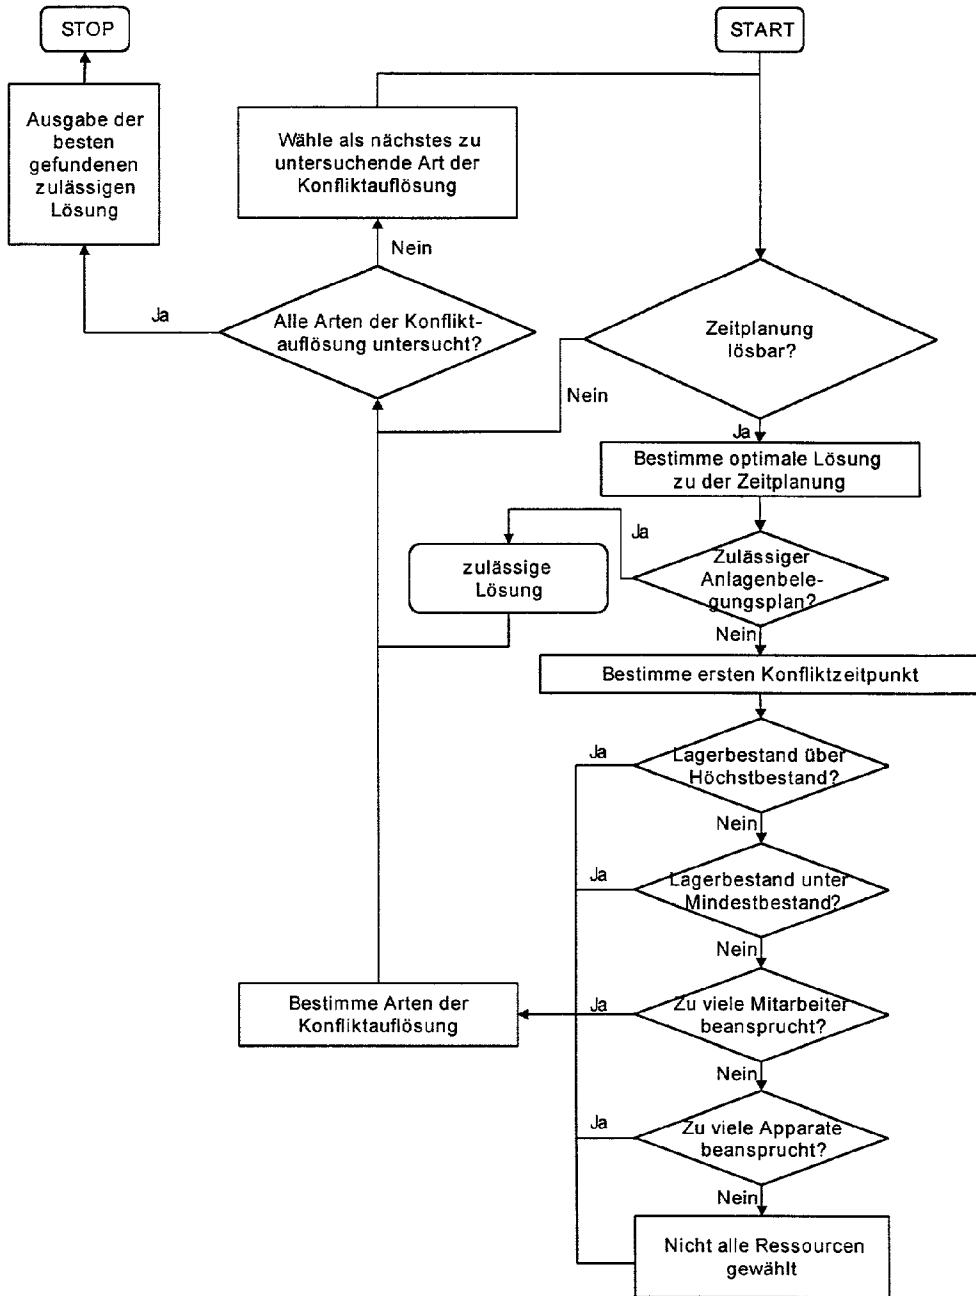 STOP
START
Ausgabe der
besten
gefundenen
zulässigen
Lösung
Wähle als nächstes zu
untersuchende Art der
Konfliktauflösung
Nein
Ja
Alle Arten der Konflikt-
auflösung untersucht?
Zeitplanung
lösbar?
Nein
Ja
Bestimme optimale Lösung
zu der Zeitplanung
Ja
zulässige
Lösung
Zulässiger
Anlagenbele-
gungsplan?
Nein
Bestimme ersten Konfliktzeitpunkt
Ja
Lagerbestand über
Höchstbestand?
Nein
Ja
Lagerbestand unter
Mindestbestand?
Nein
Bestimme Arten der
Konfliktauflösung
Ja
Zu viele Mitarbeiter
beansprucht?
Nein
Ja
Zu viele Apparate
beansprucht?
Nein
Nicht alle Ressourcen
gewählt